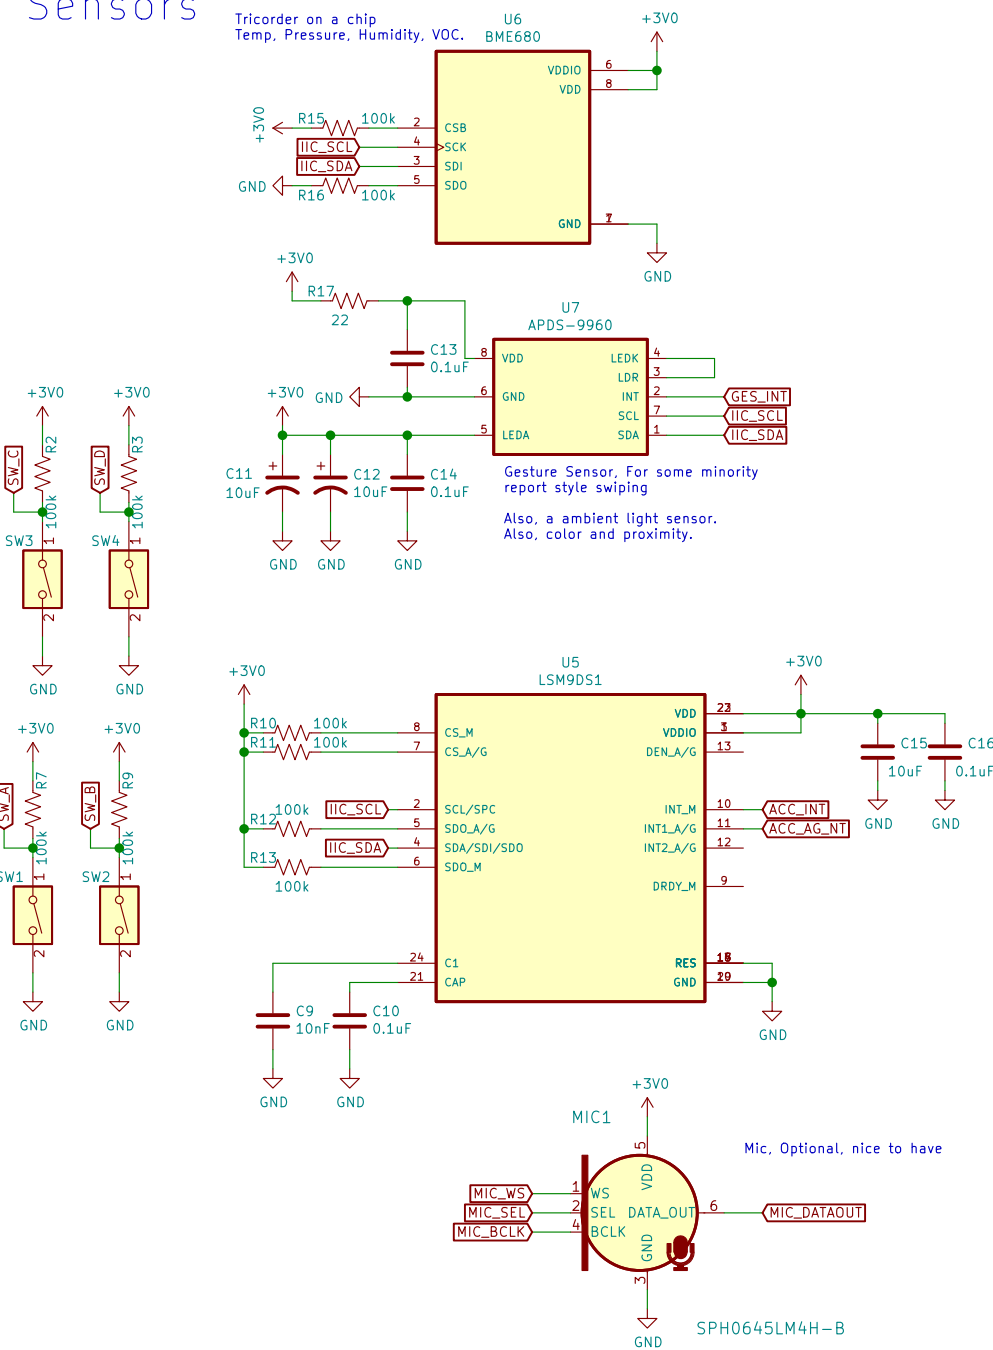 Sensors
Tricorder on a chip
Temp, Pressure, Humidity, VOC.
U6
BME680
+3V0
VDDIO 6
VDD 8
+3V0
R15 100k
2 CSB
IIC_SCL 4 SCK
IIC_SDA 3 SDI
GND R16 100k
5 SDO
GND
GND
+3V0
R17
22
U7
APDS-9960
C13
0.1uF
8 VDD
LEDK 4
LDR 3
GND
6 GND
INT 2 GES_INT
SCL 7 IIC_SCL
+3V0
5 LEDA
SDA 1 IIC_SDA
C11
10uF
C12
10uF
C14
0.1uF
GND
GND
GND
Gesture Sensor, For some minority
report style swiping
Also, a ambient light sensor.
Also, color and proximity.
+3V0
+3V0
SW_C
R2
100k
SW_D
R3
100k
SW3
1
2
SW4
1
2
GND
GND
+3V0
+3V0
SW_A
R7
100k
SW_B
R9
100k
SW1
1
2
SW2
1
2
GND
GND
U5
LSM9DS1
+3V0
+3V0
R10 100k
8 CS_M
R11 100k
7 CS_A/G
IIC_SCL 2 SCL/SPC
R12 100k
5 SDO_A/G
IIC_SDA 4 SDA/SDI/SDO
R13
100k
6 SDO_M
24 C1
21 CAP
VDD
VDDIO
DEN_A/G 13
INT_M 10 ACC_INT
INT1_A/G 11 ACC_AG_NT
INT2_A/G 12
DRDY_M 9
RES
GND
C15
10uF
C16
0.1uF
GND
GND
GND
C9
10nF
C10
0.1uF
GND
GND
+3V0
MIC1
Mic, Optional, nice to have
5 VDD
MIC_WS 1 WS
MIC_SEL 2 SEL
MIC_BCLK 4 BCLK
DATA_OUT 6 MIC_DATAOUT
GND 3
SPH0645LM4H-B
GND